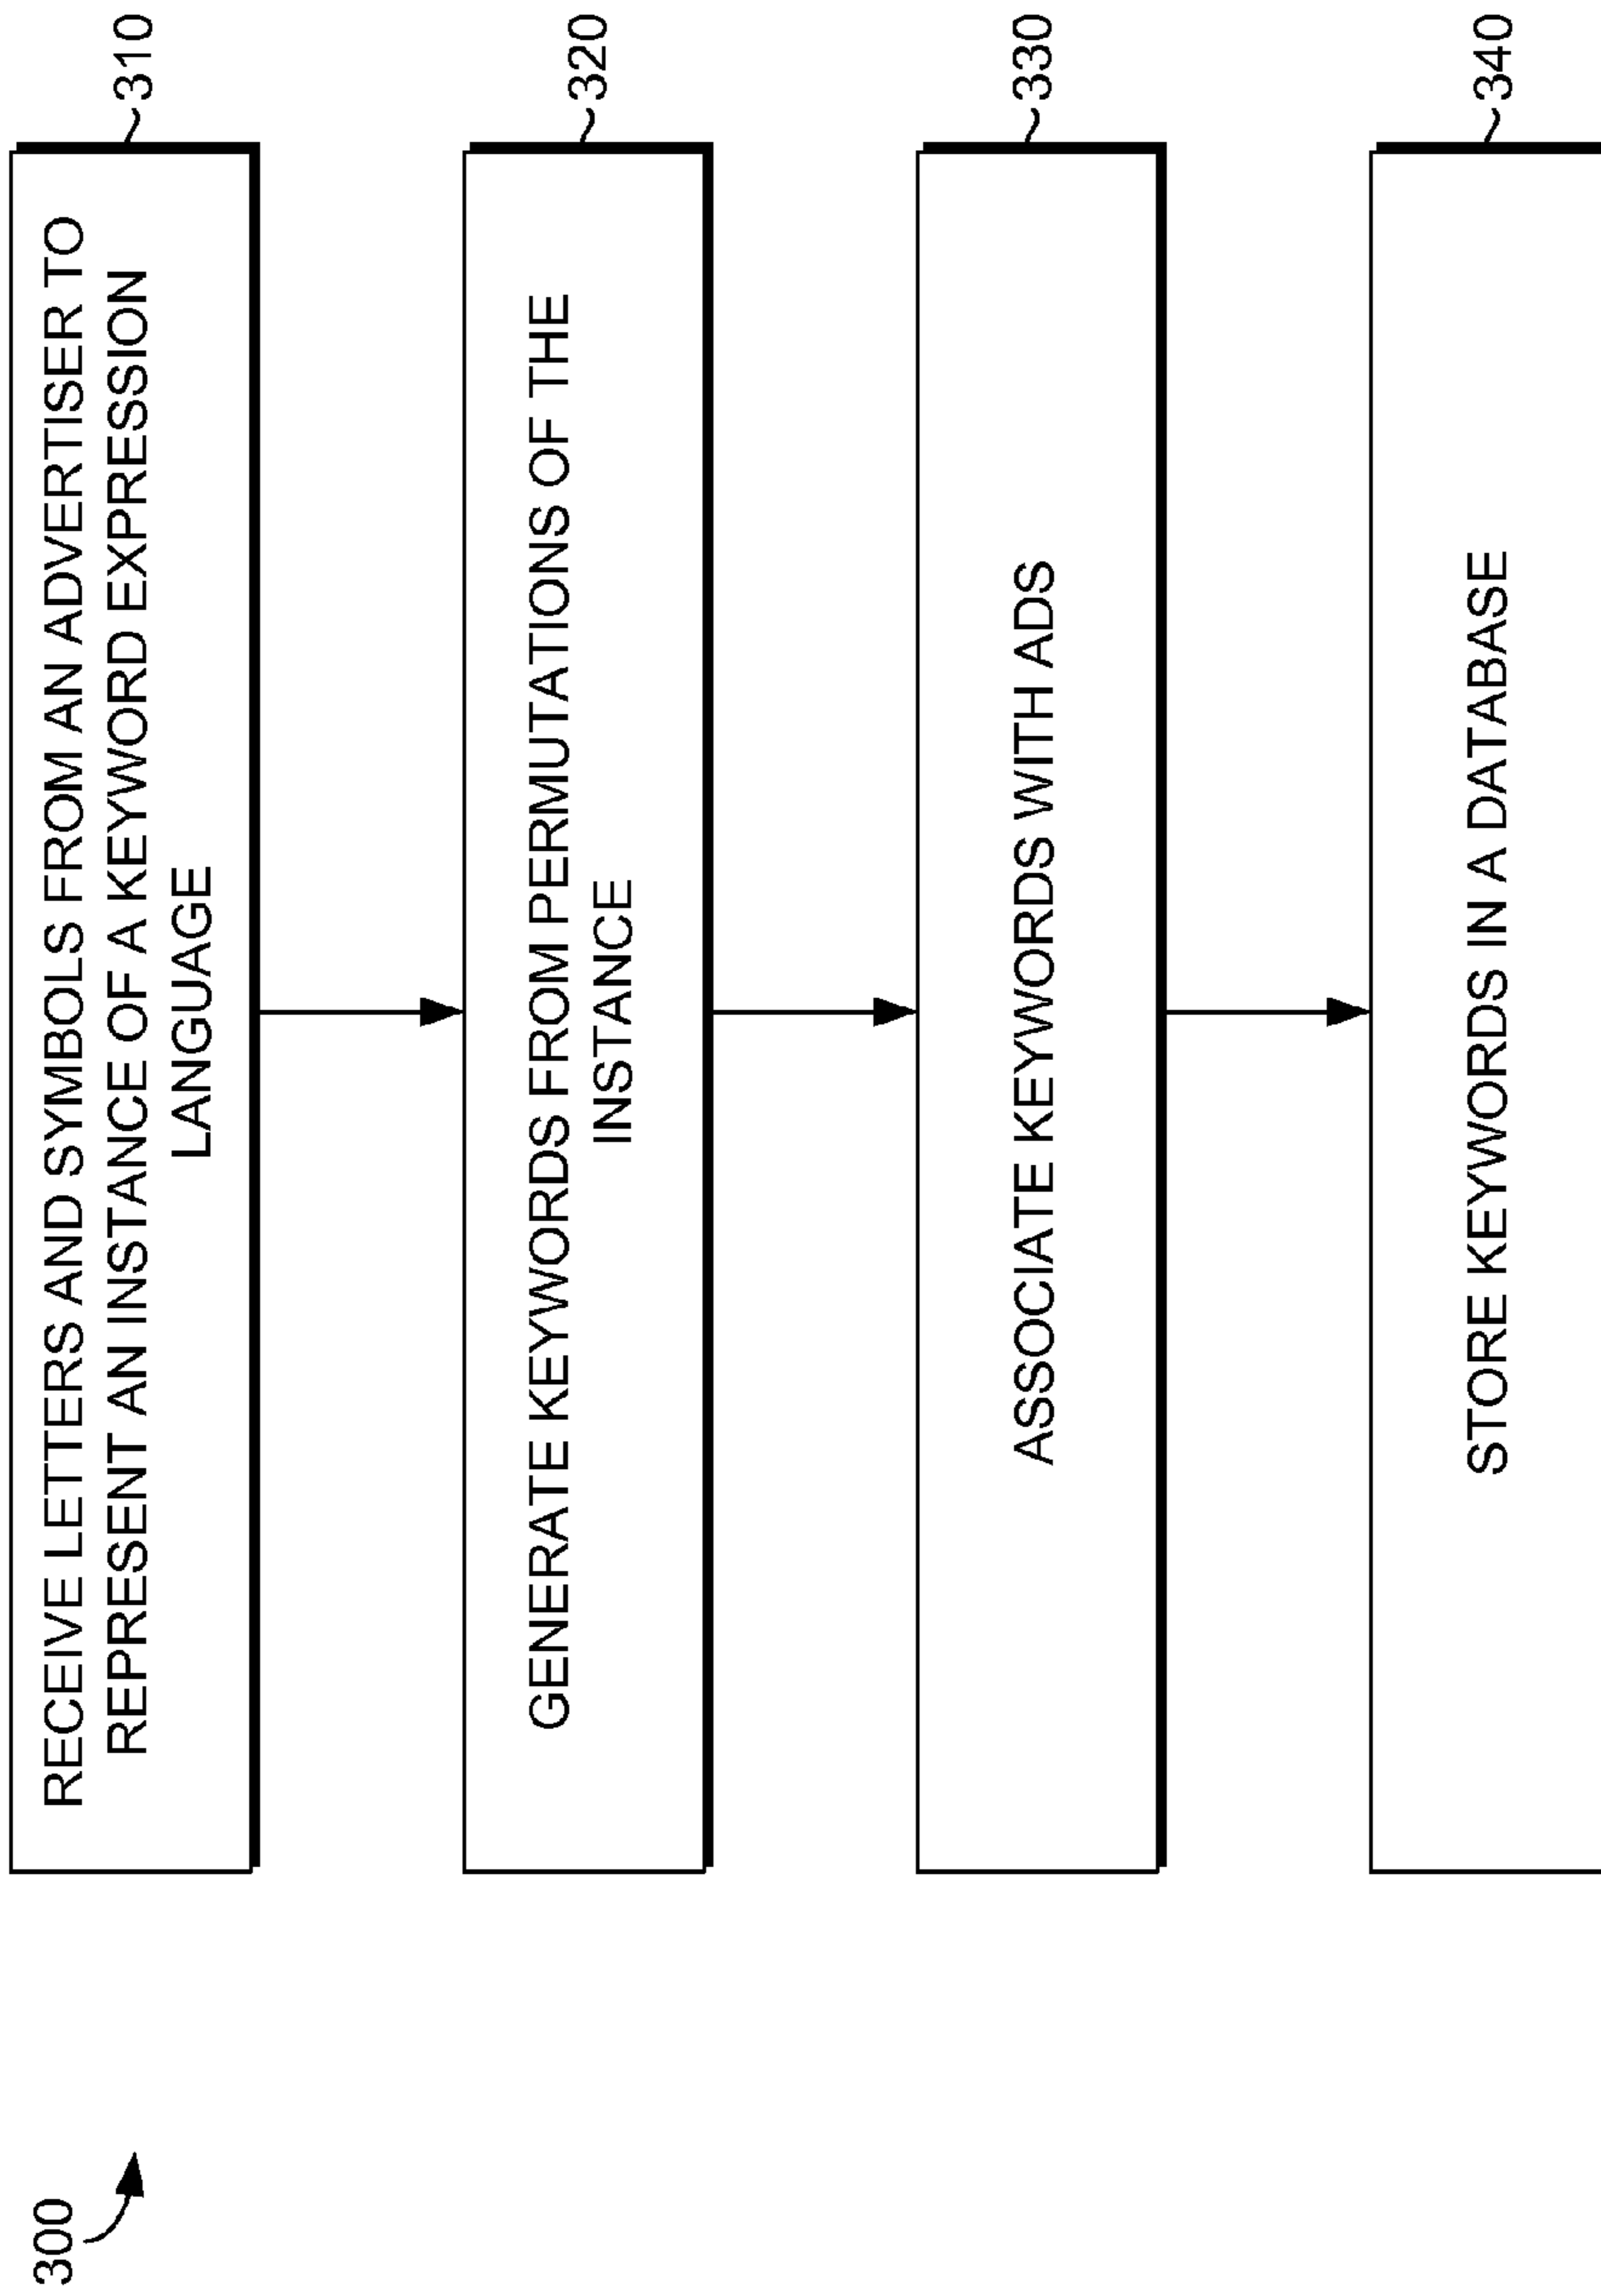 300
RECEIVE LETTERS AND SYMBOLS FROM AN ADVERTISER TO
REPRESENT AN INSTANCE OF A KEYWORD EXPRESSION
LANGUAGE
~310
GENERATE KEYWORDS FROM PERMUTATIONS OF THE
INSTANCE
~320
ASSOCIATE KEYWORDS WITH ADS
~330
STORE KEYWORDS IN A DATABASE
~340